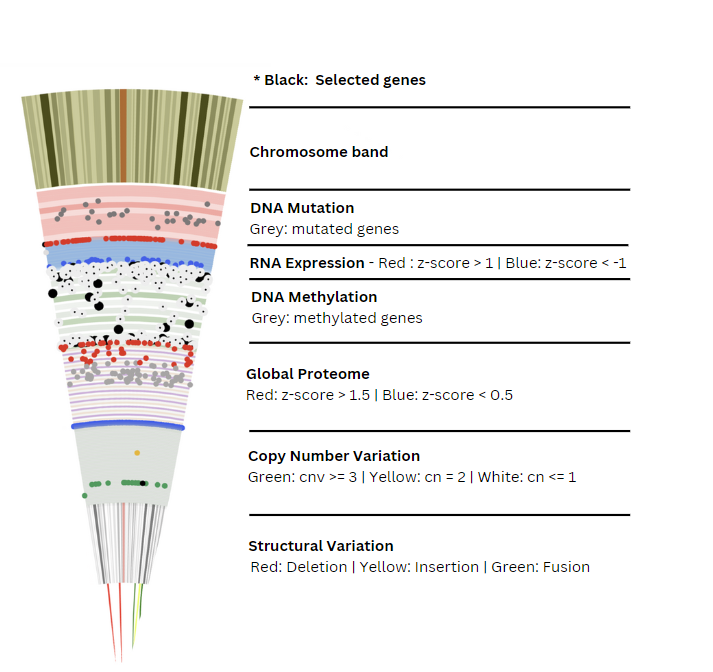 * Black: Selected genes
Chromosome band
DNA Mutation
Grey: mutated genes
RNA Expression - Red : z-score > 1 | Blue: z-score < -1
DNA Methylation
Grey: methylated genes
Global Proteome
Red: z-score > 1.5 | Blue: z-score < 0.5
Copy Number Variation
Green: cnv >= 3 | Yellow: cn = 2 | White: cn <= 1
Structural Variation
Red: Deletion | Yellow: Insertion | Green: Fusion